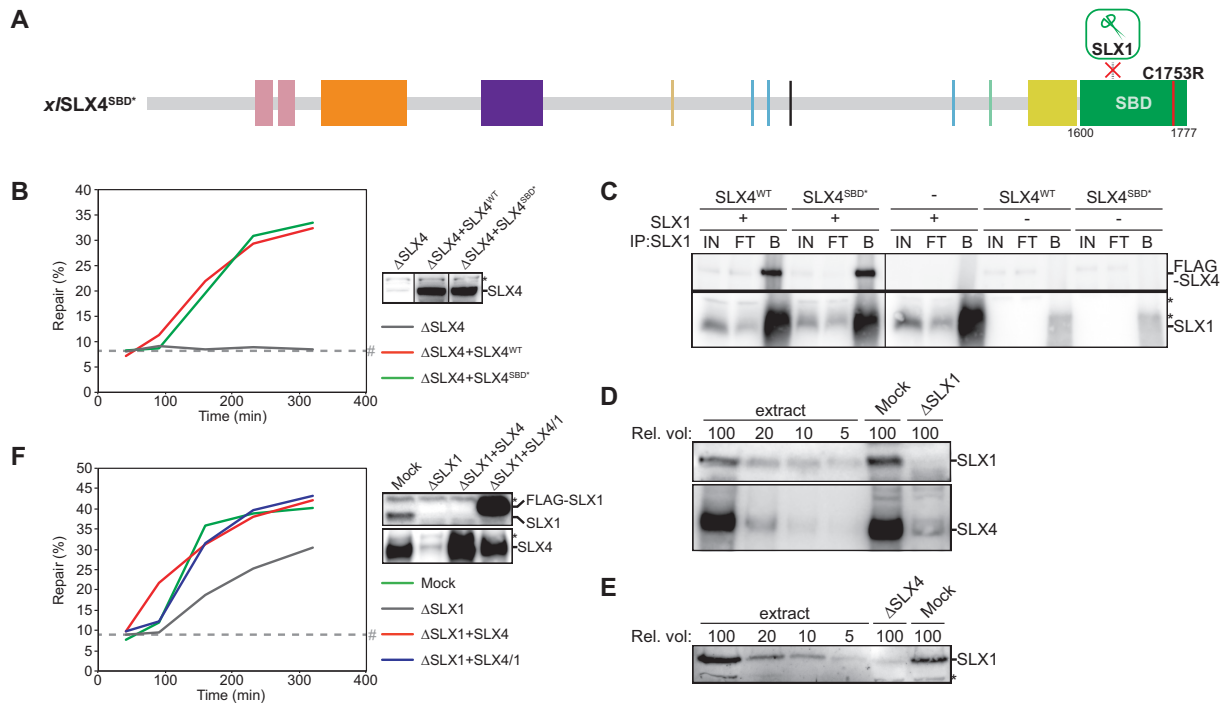 A
xlSLX4SBD*
SLX1
C1753R
SBD
1600
1777
B
Repair (%)
40
35
30
25
20
15
10
5
0
0
100
200
300
400
Time (min)
#
ΔSLX4
ΔSLX4+SLX4WT
ΔSLX4+SLX4SBD*
*
SLX4
ΔSLX4
ΔSLX4+SLX4WT
ΔSLX4+SLX4SBD*
C
SLX4WT SLX4SBD* - SLX4WT SLX4SBD*
SLX1 + + + - -
IP:SLX1 IN FT B IN FT B IN FT B IN FT B IN FT B
FLAG
-SLX4
*
*
SLX1
D
extract Mock ΔSLX1
Rel. vol: 100 20 10 5 100 100
SLX1
SLX4
E
extract ΔSLX4 Mock
Rel. vol: 100 20 10 5 100 100
SLX1
*
F
Repair (%)
50
45
40
35
30
25
20
15
10
5
0
0
100
200
300
400
Time (min)
#
Mock
ΔSLX1
ΔSLX1+SLX4
ΔSLX1+SLX4/1
*
FLAG-SLX1
SLX1
*
SLX4
Mock
ΔSLX1
ΔSLX1+SLX4
ΔSLX1+SLX4/1